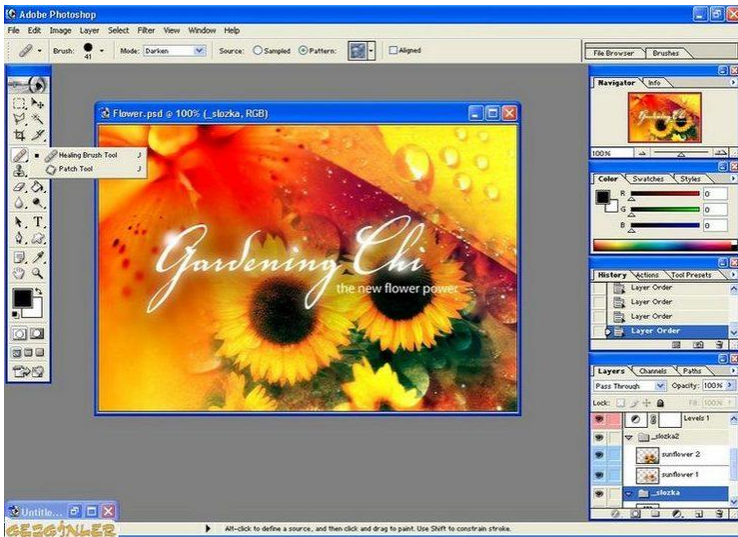 Adobe Photoshop
File Edit Image Layer Select Filter View Window Help
Brush: 41 Mode: Darken Source: Sampled Pattern: Aligned
File Browser Brushes
Flower.psd @ 100% (_slozka, RGB)
Healing Brush Tool J
Patch Tool J
Gardening Chi
the new flower power
Navigator Info
100%
Color Swatches Styles
R 0
G 0
B 0
History Actions Tool Presets
Layer Order
Layer Order
Layer Order
Layer Order
Layers Channels Paths
Pass Through Opacity: 100%
Lock: Fill: 100%
Levels 1
_slozka2
sunflower 2
sunflower 1
_slozka
Untitle...
GEZGİNLER
Alt-click to define a source, and then click and drag to paint. Use Shift to constrain stroke.